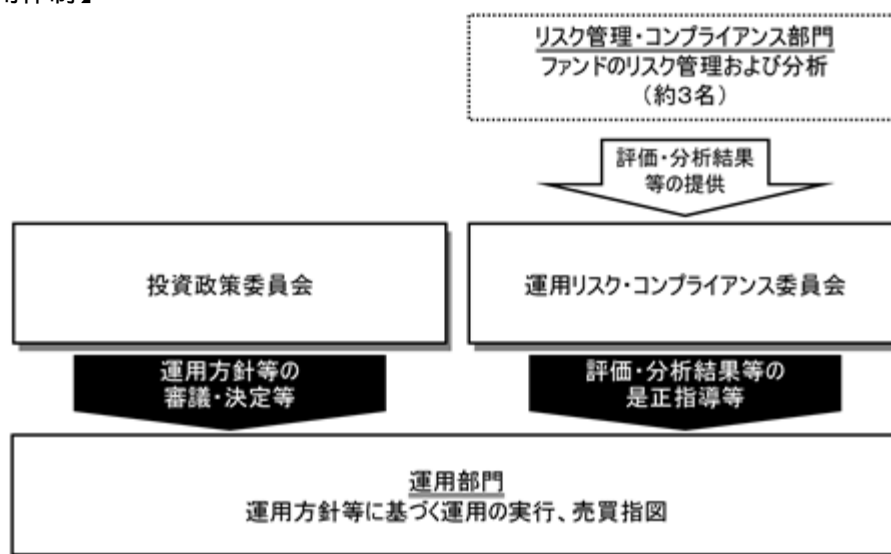 リスク管理・コンプライアンス部門
ファンドのリスク管理および分析
（約３名）
評価・分析結果
等の提供
投資政策委員会
運用リスク・コンプライアンス委員会
運用方針等の
審議・決定等
評価・分析結果等の
是正指導等
運用部門
運用方針等に基づく運用の実行、売買指図